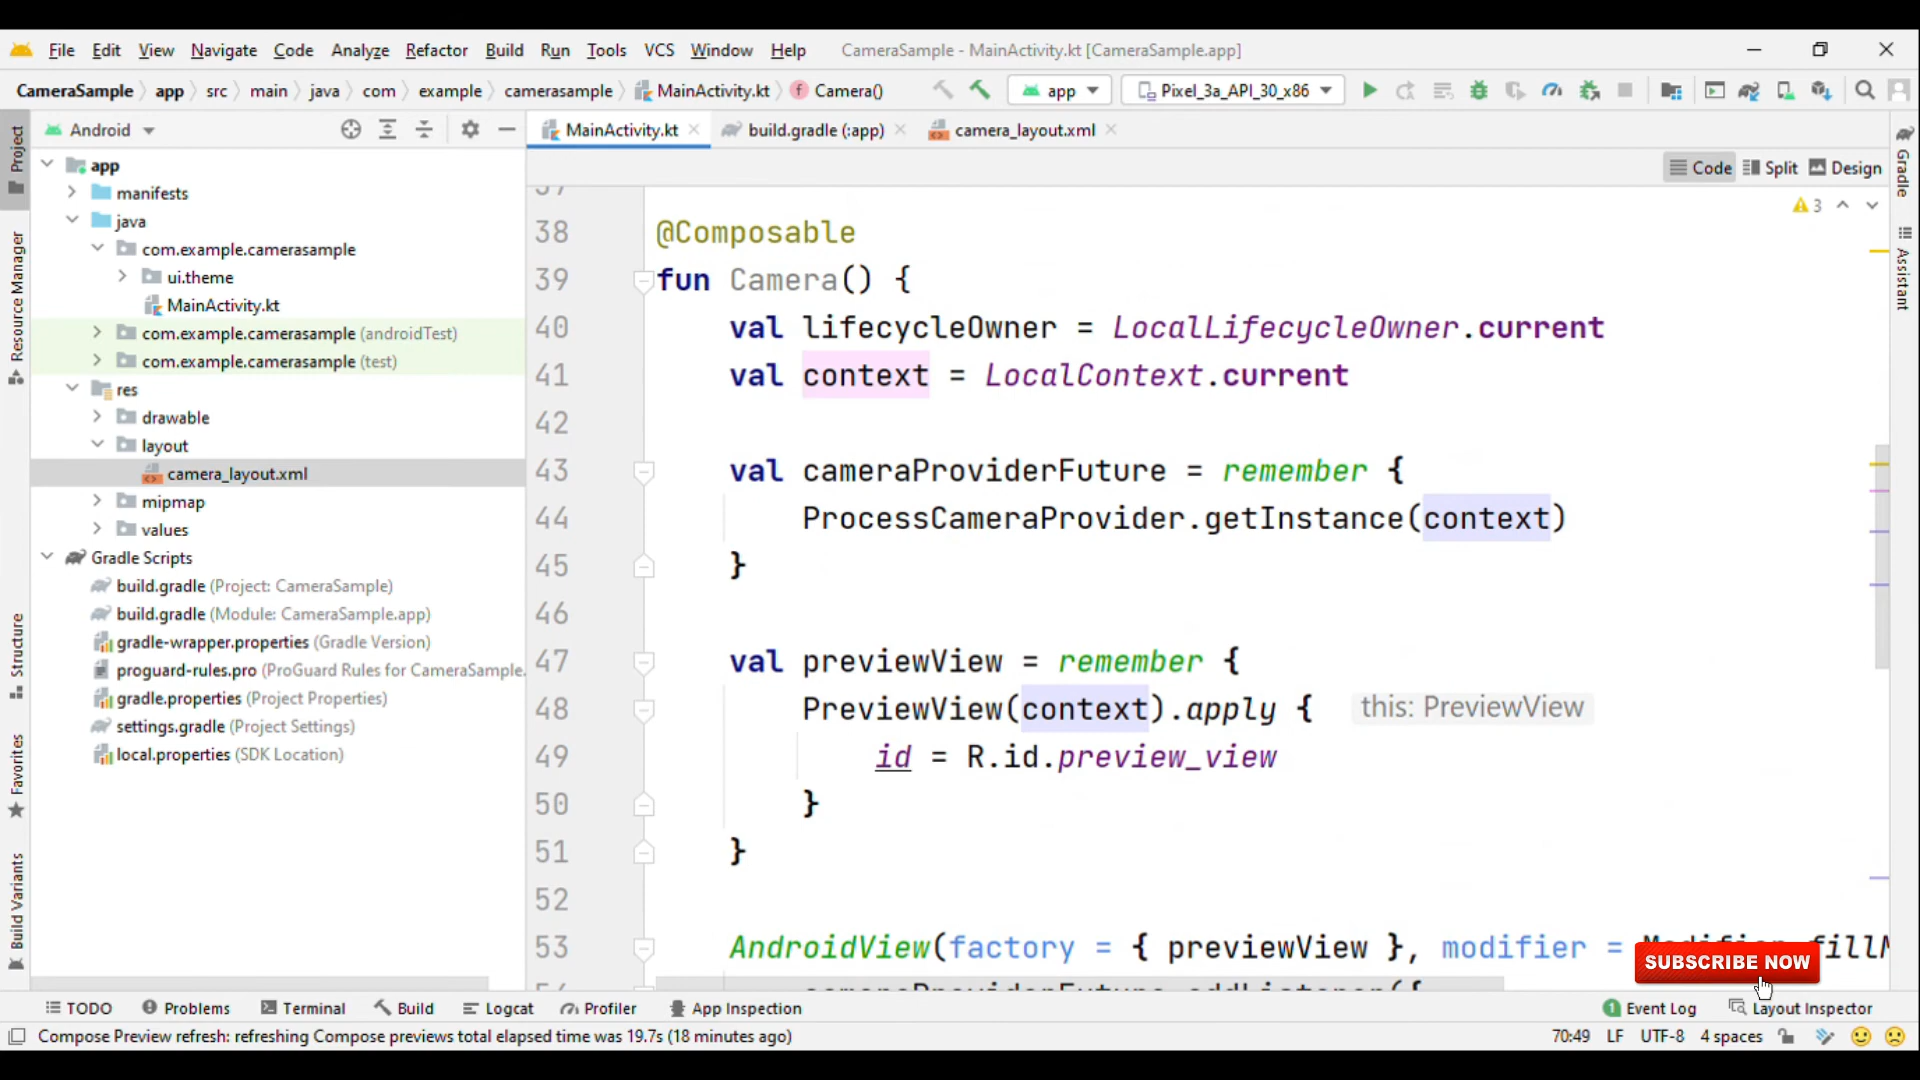 File Edit View Navigate Code Analyze Refactor Build Run Tools VCS Window Help CameraSample - MainActivity.kt [CameraSample.app]
CameraSample app src main java com example camerasample MainActivity.kt Camera() app Pixel_3a_API_30_x86
Android
MainActivity.kt build.gradle (:app) camera_layout.xml
Code Split Design
3
Project
Resource Manager
Structure
Favorites
Build Variants
app
manifests
java
com.example.camerasample
ui.theme
MainActivity.kt
com.example.camerasample (androidTest)
com.example.camerasample (test)
res
drawable
layout
camera_layout.xml
mipmap
values
Gradle Scripts
build.gradle (Project: CameraSample)
build.gradle (Module: CameraSample.app)
gradle-wrapper.properties (Gradle Version)
proguard-rules.pro (ProGuard Rules for CameraSample.
gradle.properties (Project Properties)
settings.gradle (Project Settings)
local.properties (SDK Location)
38 @Composable
39 fun Camera() {
40 val lifecycleOwner = LocalLifecycleOwner.current
41 val context = LocalContext.current
42
43 val cameraProviderFuture = remember {
44 ProcessCameraProvider.getInstance(context)
45 }
46
47 val previewView = remember {
48 PreviewView(context).apply { this: PreviewView
49 id = R.id.preview_view
50 }
51 }
52
53 AndroidView(factory = { previewView }, modifier =
SUBSCRIBE NOW
Gradle
Assistant
TODO Problems Terminal Build Logcat Profiler App Inspection 1 Event Log Layout Inspector
Compose Preview refresh: refreshing Compose previews total elapsed time was 19.7s (18 minutes ago) 70:49 LF UTF-8 4 spaces